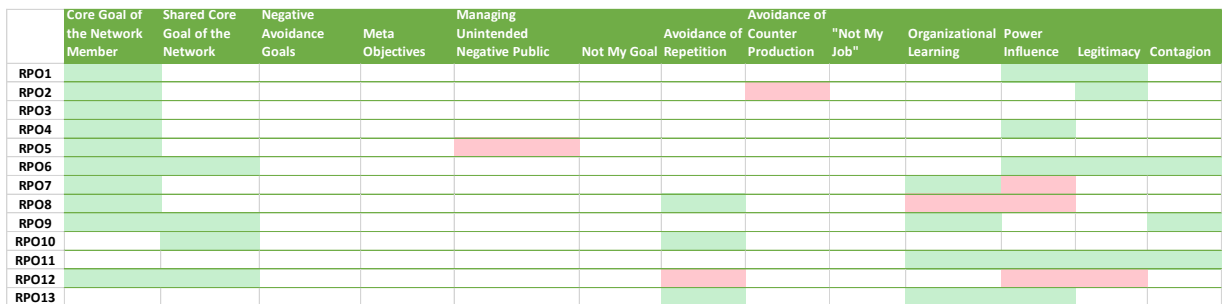 Core Goal of the Network Member
Shared Core Goal of the Network
Negative Avoidance Goals
Meta Objectives
Managing Unintended Negative Public
Not My Goal
Avoidance of Repetition
Avoidance of Counter Production
"Not My Job"
Organizational Learning
Power Influence
Legitimacy
Contagion
RPO1
RPO2
RPO3
RPO4
RPO5
RPO6
RPO7
RPO8
RPO9
RPO10
RPO11
RPO12
RPO13